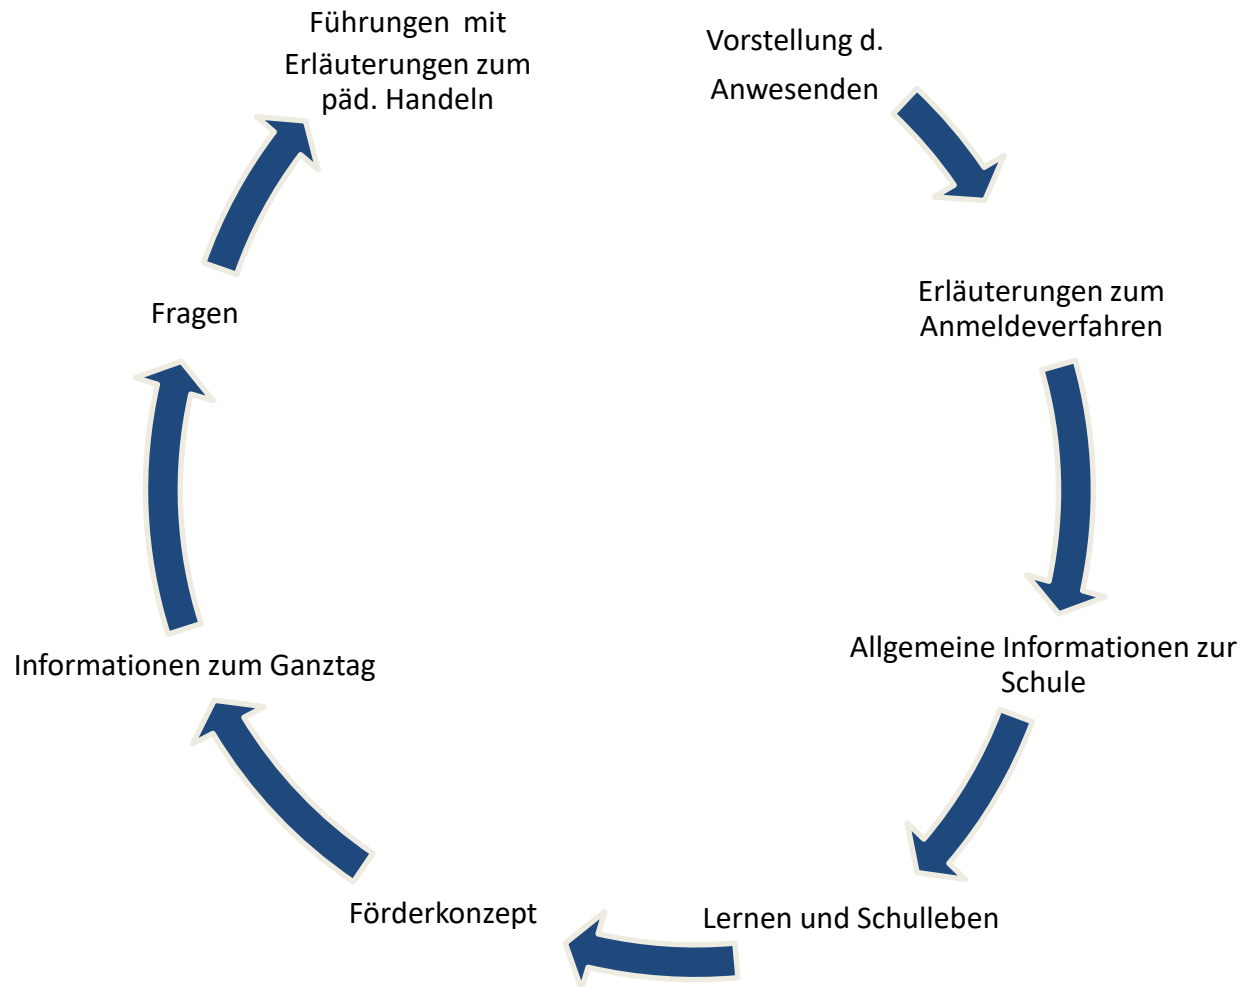 Vorstellung d.
Anwesenden
Erläuterungen zum
Anmeldeverfahren
Allgemeine Informationen zur
Schule
Lernen und Schulleben
Förderkonzept
Informationen zum Ganztag
Fragen
Führungen  mit
Erläuterungen zum
päd. Handeln